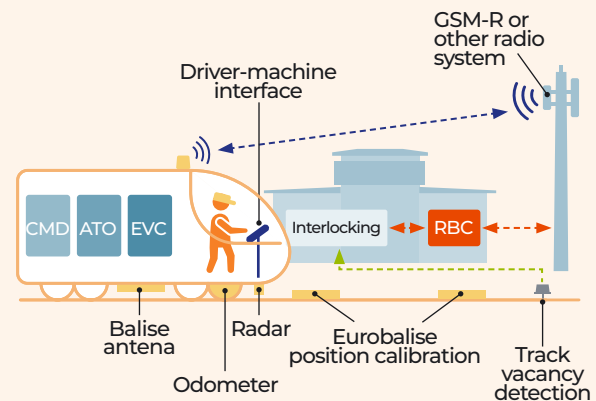 GSM-R or
other radio
system
Driver-machine
interface
CMD
ATO
EVC
Interlocking
RBC
Balise
antena
Radar
Eurobalise
position calibration
Odometer
Track
vacancy
detection